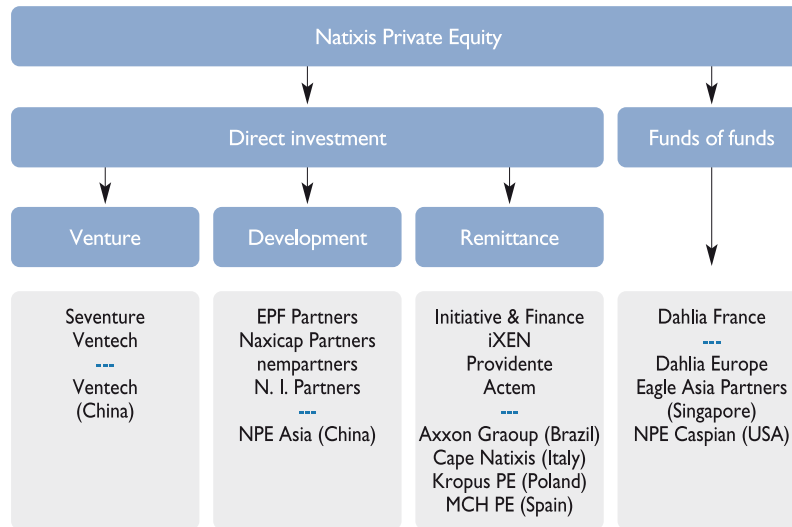 Natixis Private Equity
Direct investment
Funds of funds
Venture
Development
Remittance
Seventure
Ventech
---
Ventech
(China)
EPF Partners
Naxicap Partners
nempartners
N. I. Partners
---
NPE Asia (China)
Initiative & Finance
iXEN
Providente
Actem
---
Axxon Graoup (Brazil)
Cape Natixis (Italy)
Kropus PE (Poland)
MCH PE (Spain)
Dahlia France
---
Dahlia Europe
Eagle Asia Partners
(Singapore)
NPE Caspian (USA)